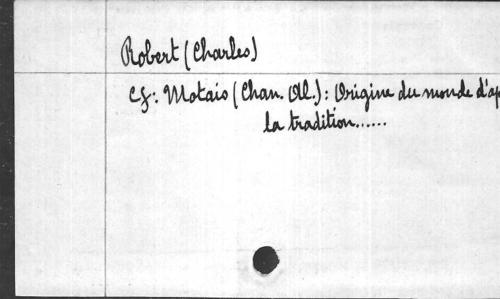 Robert (Charles)
Cf: Motais (Chan. Al.): Origine du monde d'ap
la tradition......